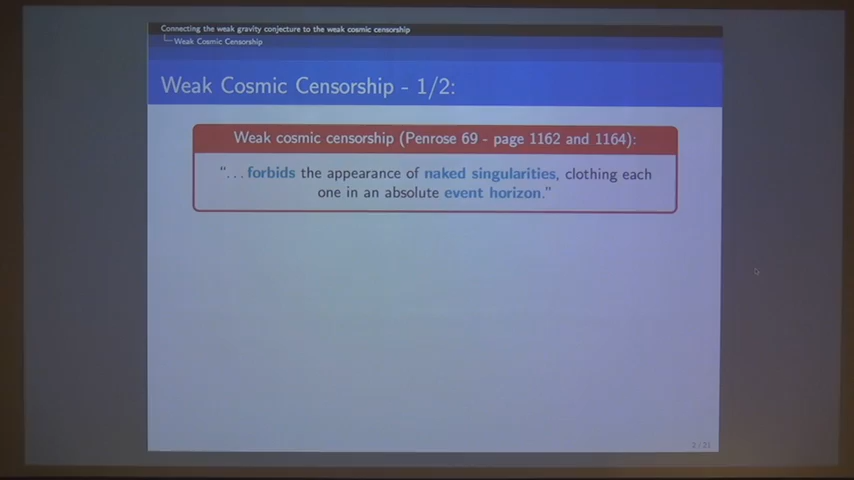 Connecting the weak gravity conjecture to the weak cosmic censorship
Weak Cosmic Censorship
Weak Cosmic Censorship - 1/2:
Weak cosmic censorship (Penrose 69 - page 1162 and 1164):
“... forbids the appearance of naked singularities, clothing each
one in an absolute event horizon.”
2 / 21